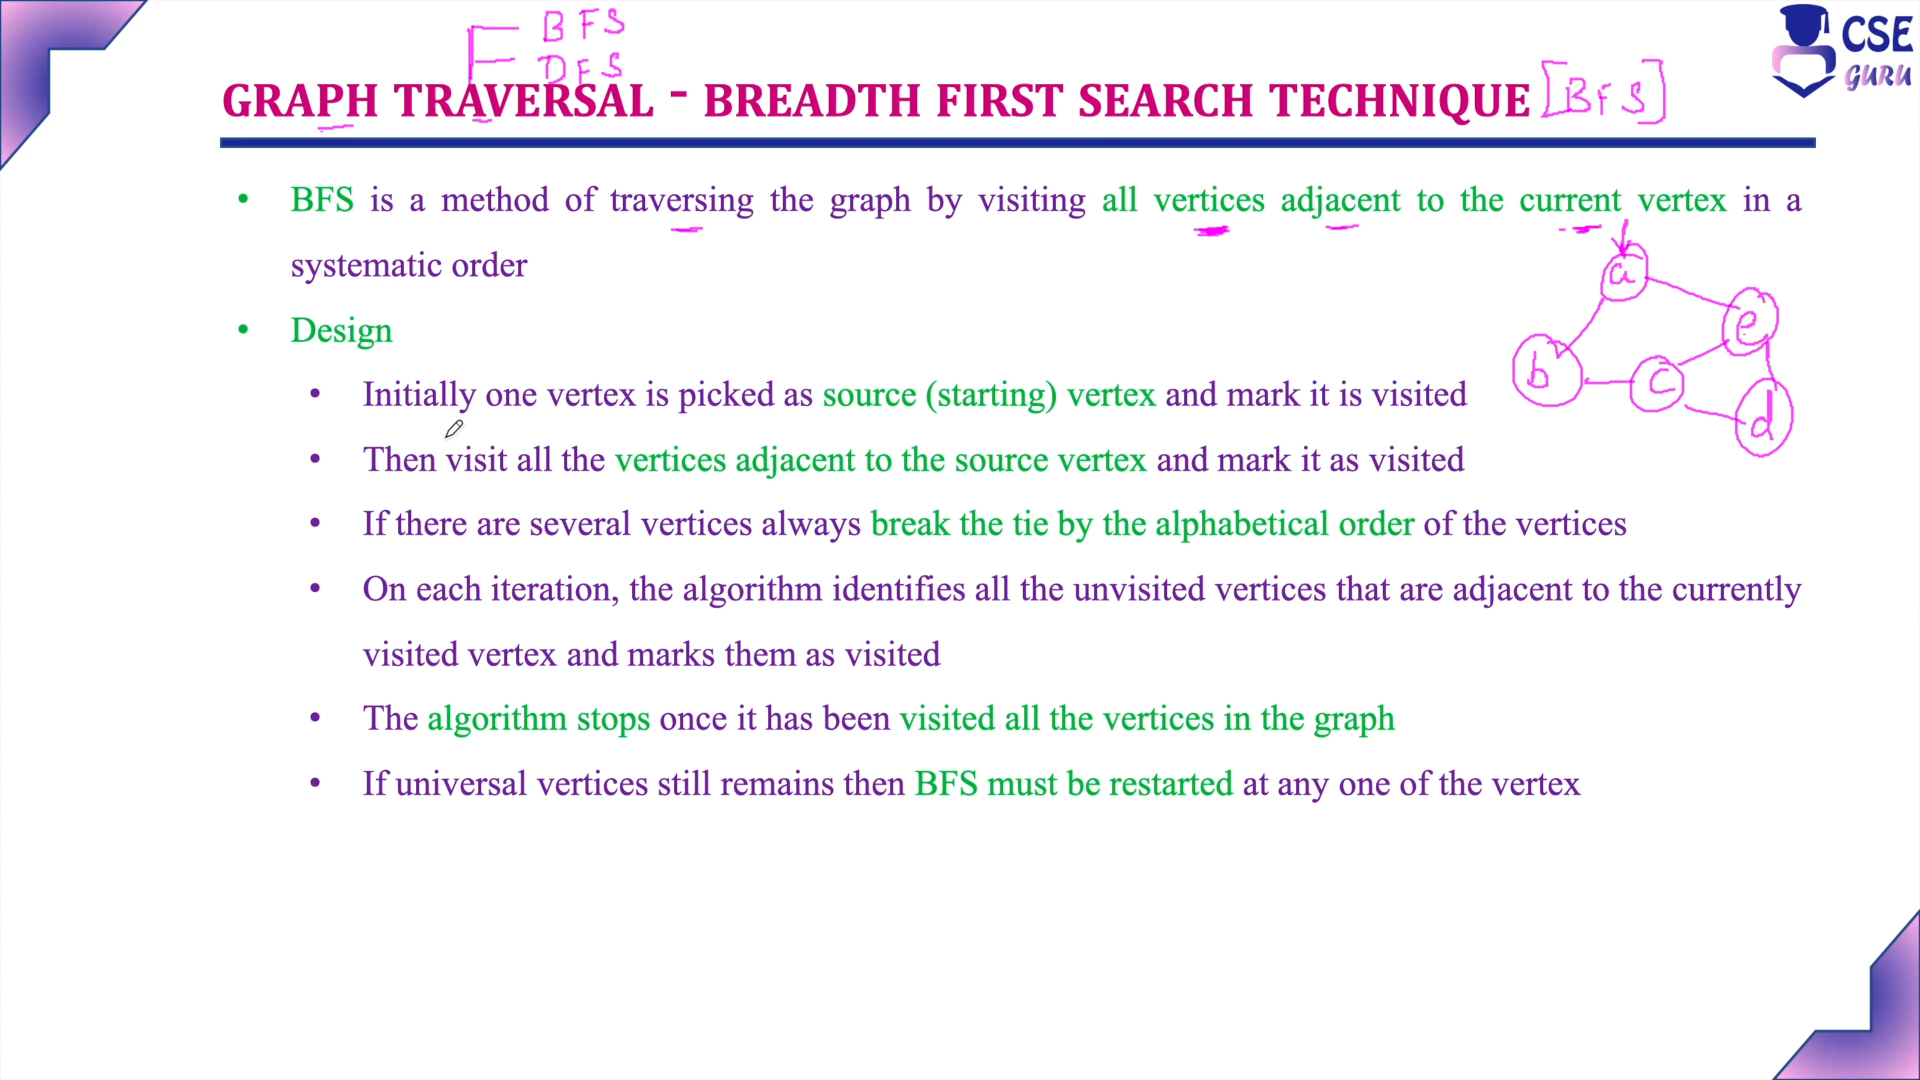 BFS
DFS
CSE
GURU
GRAPH TRAVERSAL - BREADTH FIRST SEARCH TECHNIQUE [BFS]
• BFS is a method of traversing the graph by visiting all vertices adjacent to the current vertex in a
systematic order
a
e
b
c
d
• Design
• Initially one vertex is picked as source (starting) vertex and mark it is visited
• Then visit all the vertices adjacent to the source vertex and mark it as visited
• If there are several vertices always break the tie by the alphabetical order of the vertices
• On each iteration, the algorithm identifies all the unvisited vertices that are adjacent to the currently
visited vertex and marks them as visited
• The algorithm stops once it has been visited all the vertices in the graph
• If universal vertices still remains then BFS must be restarted at any one of the vertex